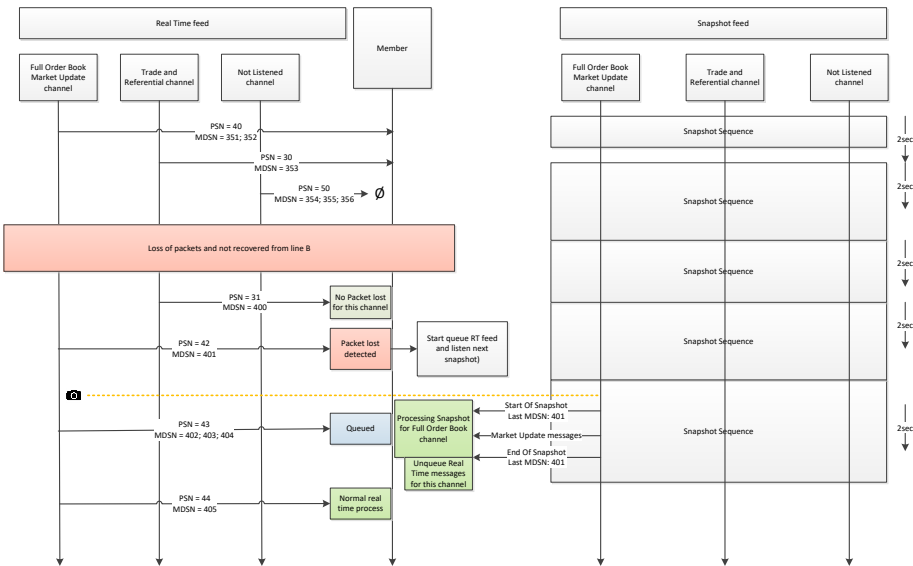 Real Time feed
Member
Snapshot feed
Full Order Book
Market Update
channel
Trade and
Referential channel
Not Listened
channel
Full Order Book
Market Update
channel
Trade and
Referential channel
Not Listened
channel
PSN = 40
MDSN = 351; 352
Snapshot Sequence
2sec
PSN = 30
MDSN = 353
PSN = 50
MDSN = 354; 355; 356
Ø
Snapshot Sequence
2sec
Loss of packets and not recovered from line B
Snapshot Sequence
2sec
PSN = 31
MDSN = 400
No Packet lost
for this channel
PSN = 42
MDSN = 401
Packet lost
detected
Start queue RT feed
and listen next
snapshot)
Snapshot Sequence
2sec
PSN = 43
MDSN = 402; 403; 404
Queued
Processing Snapshot
for Full Order Book
channel
Start Of Snapshot
Last MDSN: 401
Market Update messages
End Of Snapshot
Last MDSN: 401
Snapshot Sequence
2sec
Unqueue Real
Time messages
for this channel
PSN = 44
MDSN = 405
Normal real
time process